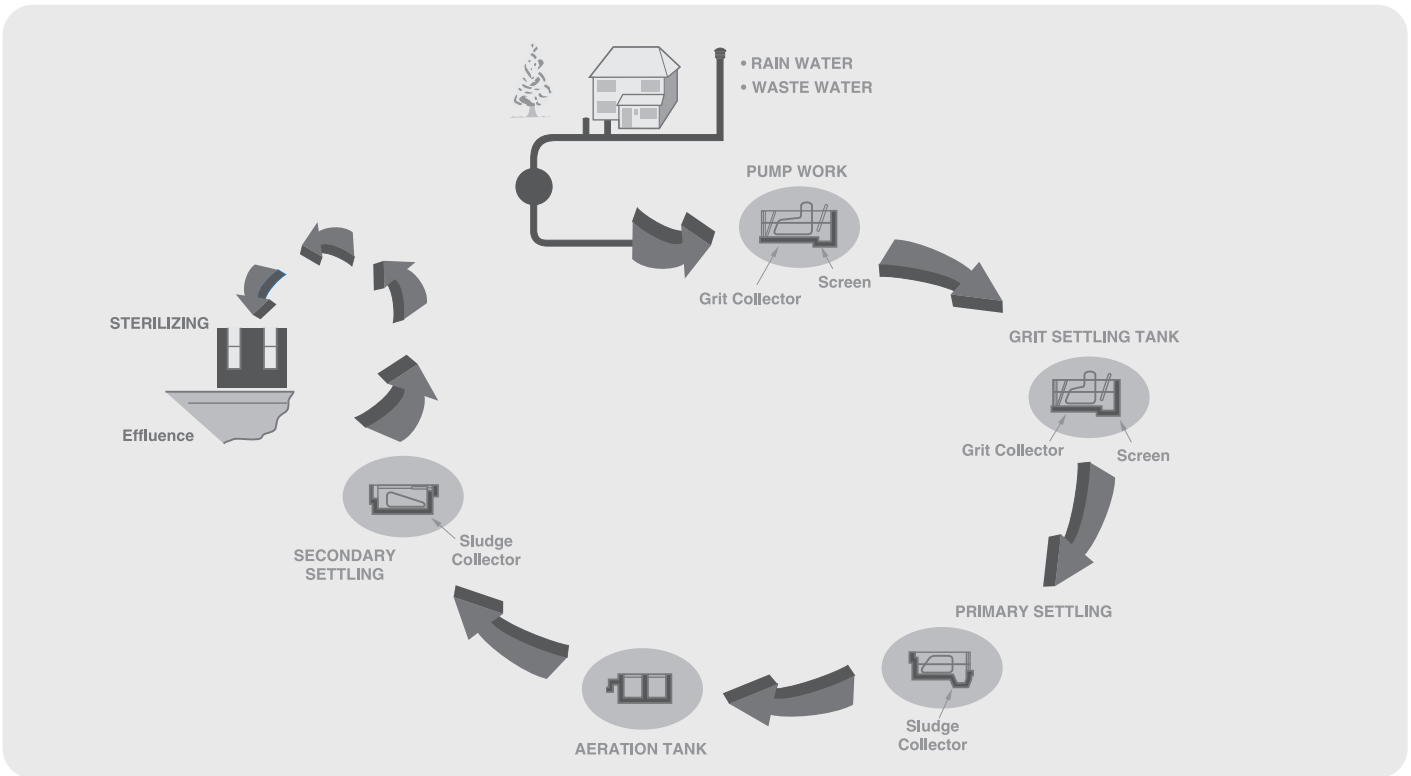 • RAIN WATER
• WASTE WATER
PUMP WORK
Grit Collector
Screen
GRIT SETTLING TANK
Grit Collector
Screen
PRIMARY SETTLING
Sludge
Collector
AERATION TANK
SECONDARY
SETTLING
Sludge
Collector
STERILIZING
Effluence